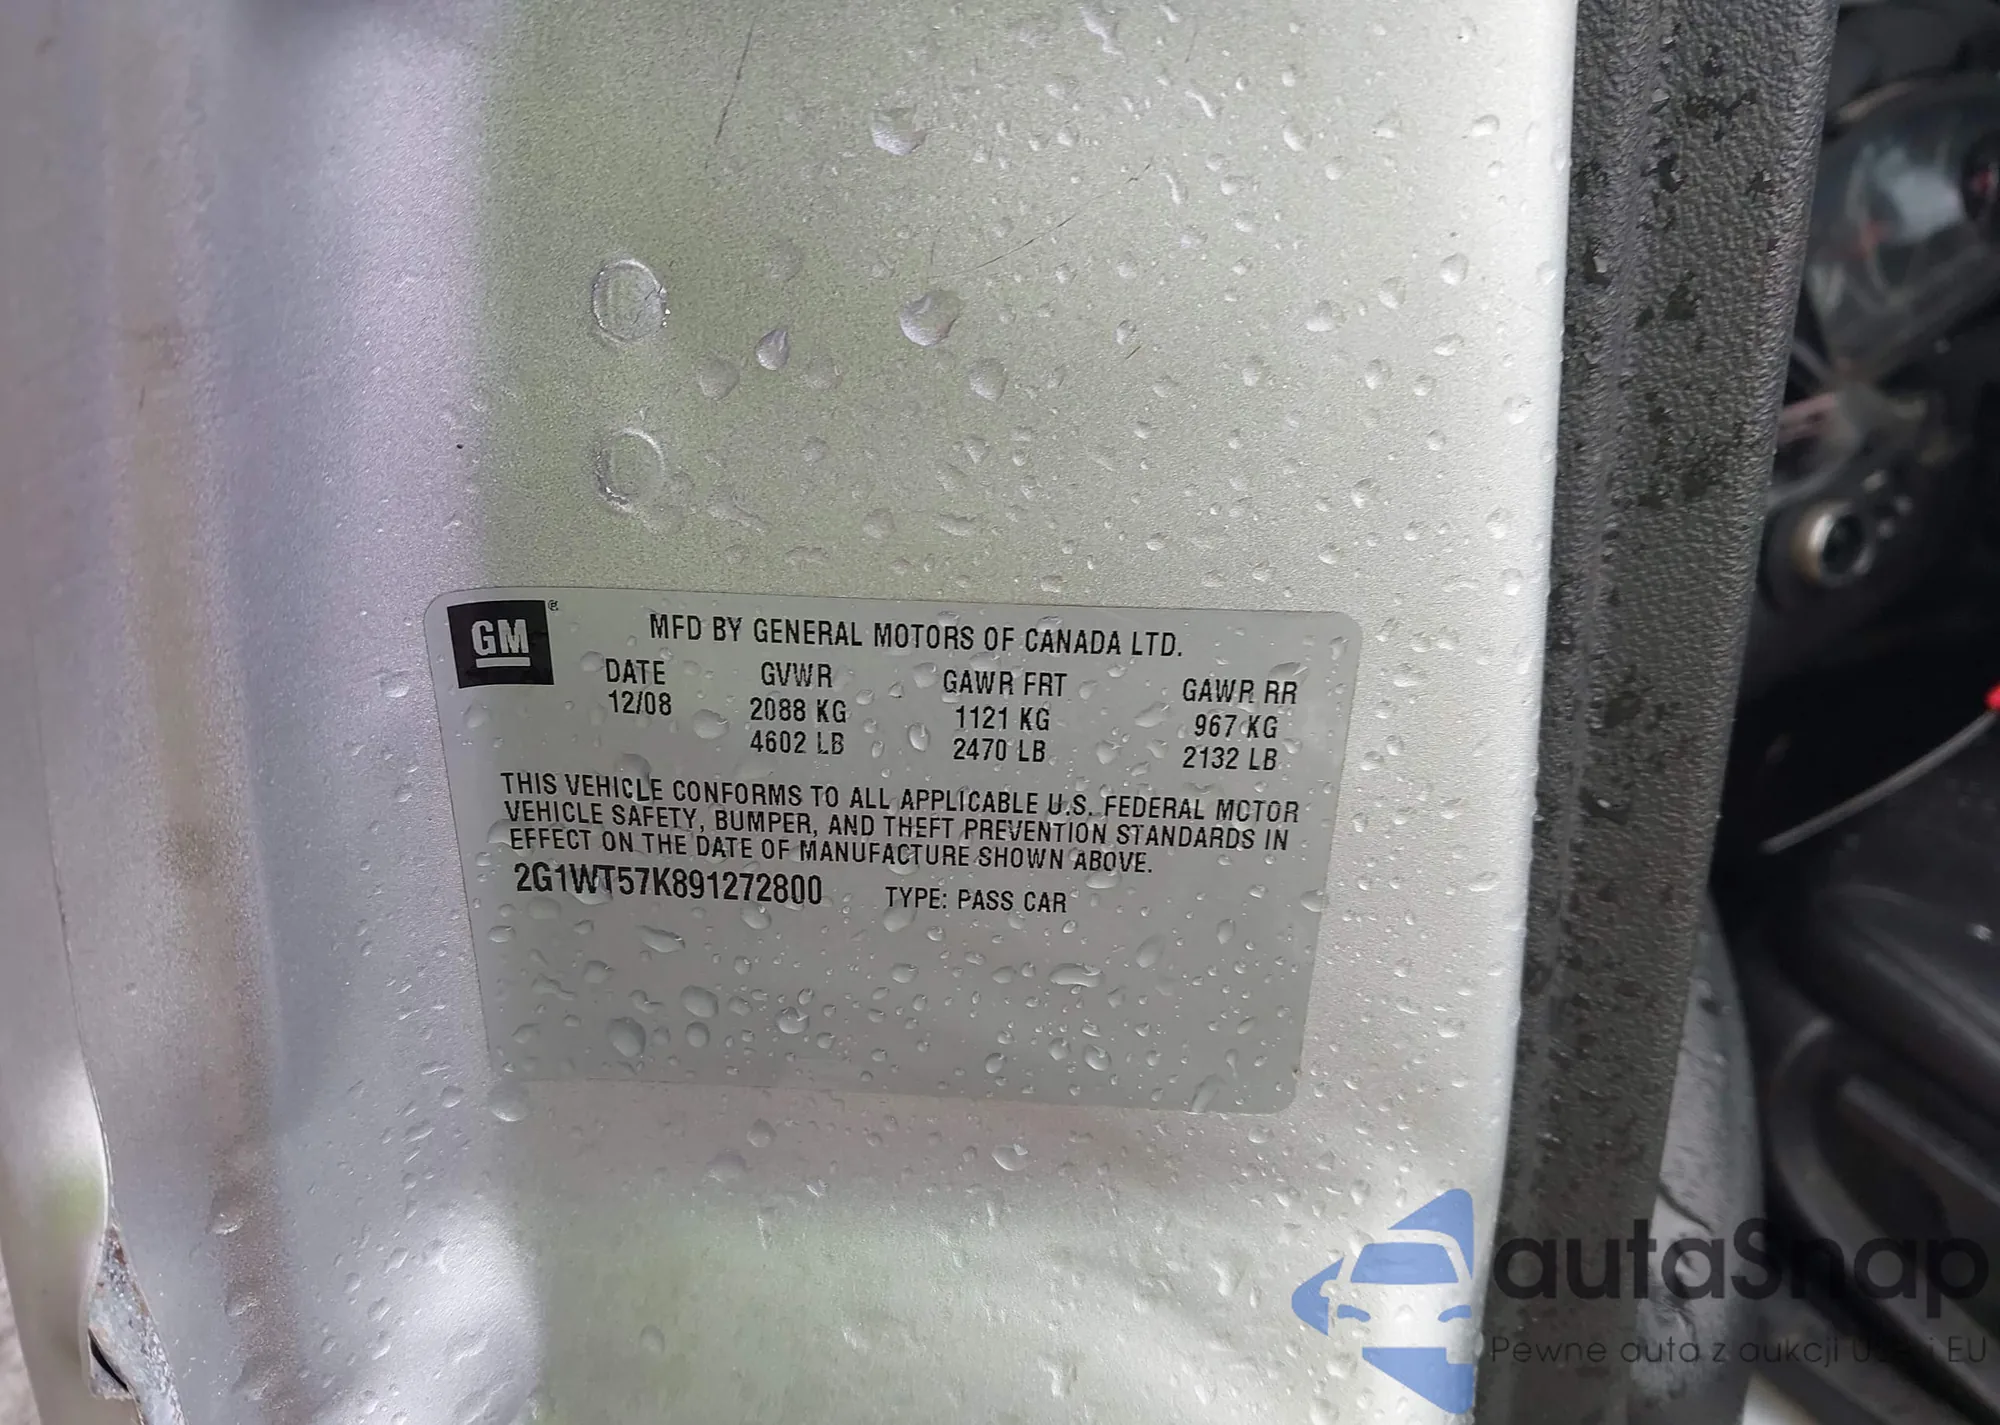 GM ®
MFD BY GENERAL MOTORS OF CANADA LTD.
DATE GVWR GAWR FRT GAWR RR
12/08 2088 KG 1121 KG 967 KG
4602 LB 2470 LB 2132 LB
THIS VEHICLE CONFORMS TO ALL APPLICABLE U.S. FEDERAL MOTOR
VEHICLE SAFETY, BUMPER, AND THEFT PREVENTION STANDARDS IN
EFFECT ON THE DATE OF MANUFACTURE SHOWN ABOVE.
2G1WT57K891272800 TYPE: PASS CAR
autaSnap
Pewne auta z aukcji USA i EU